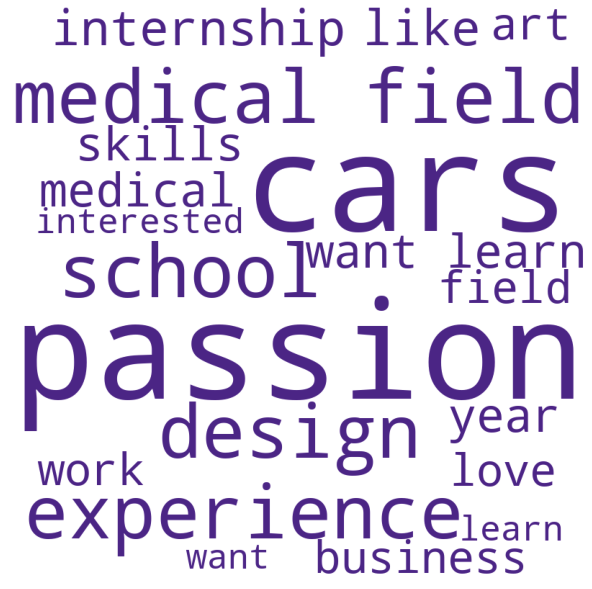 internship like art
medical field
skills
cars
medical
interested
want learn
school
field
passion
design
year
work
love
experience
learn
want
business